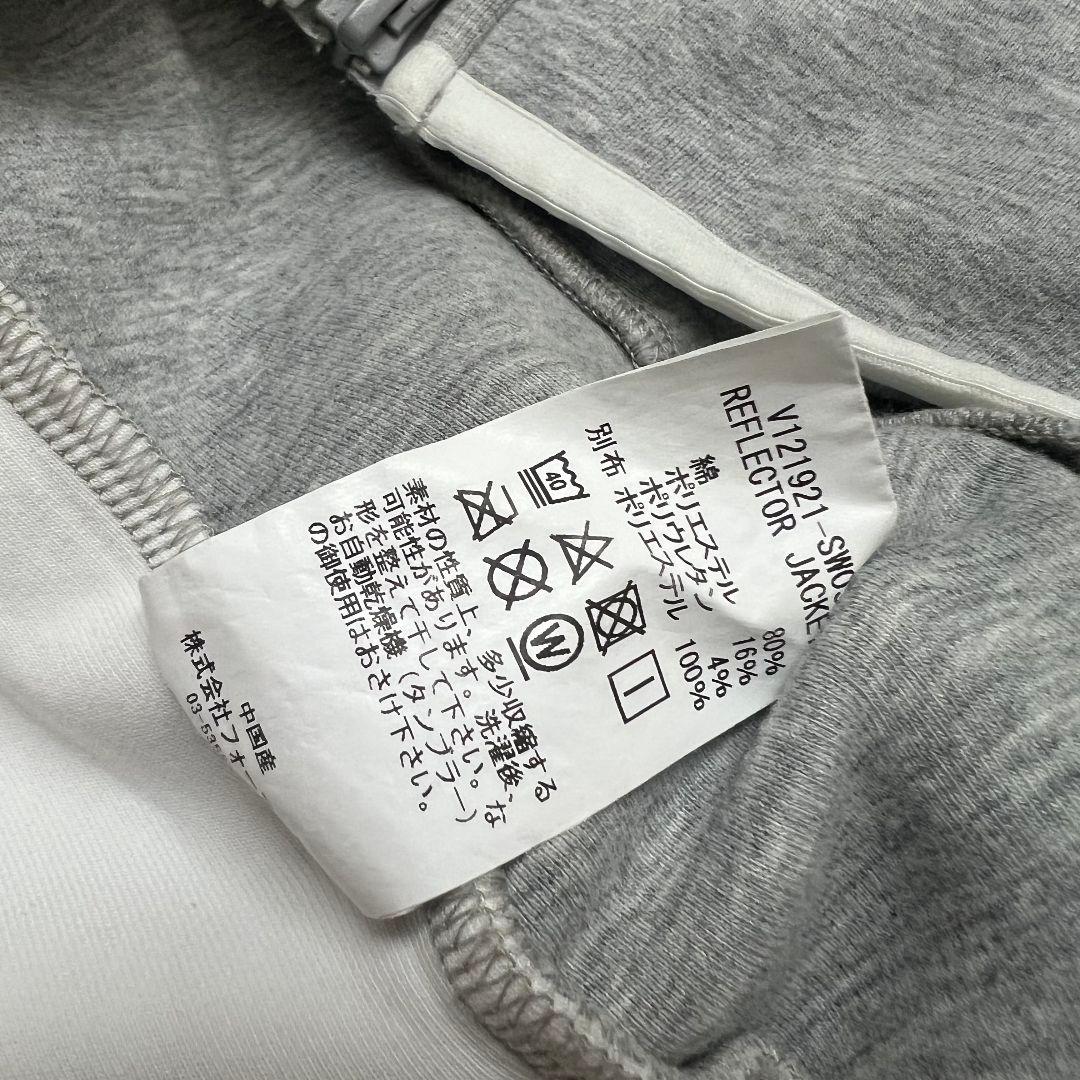 V12192​1-SW0
REFLECTOR JACKE
綿 80%
ポリエステル 16%
ポリウレタン 4%
別布 ポリエステル 100%
40
W
素材の性質上、多少収縮する
可能性があります。洗濯後、な
形を整えて干して下さい。
お自動乾燥機(タンブラー)
の御使用はおさけ下さい。
中国産
株式会社フォー
03-53